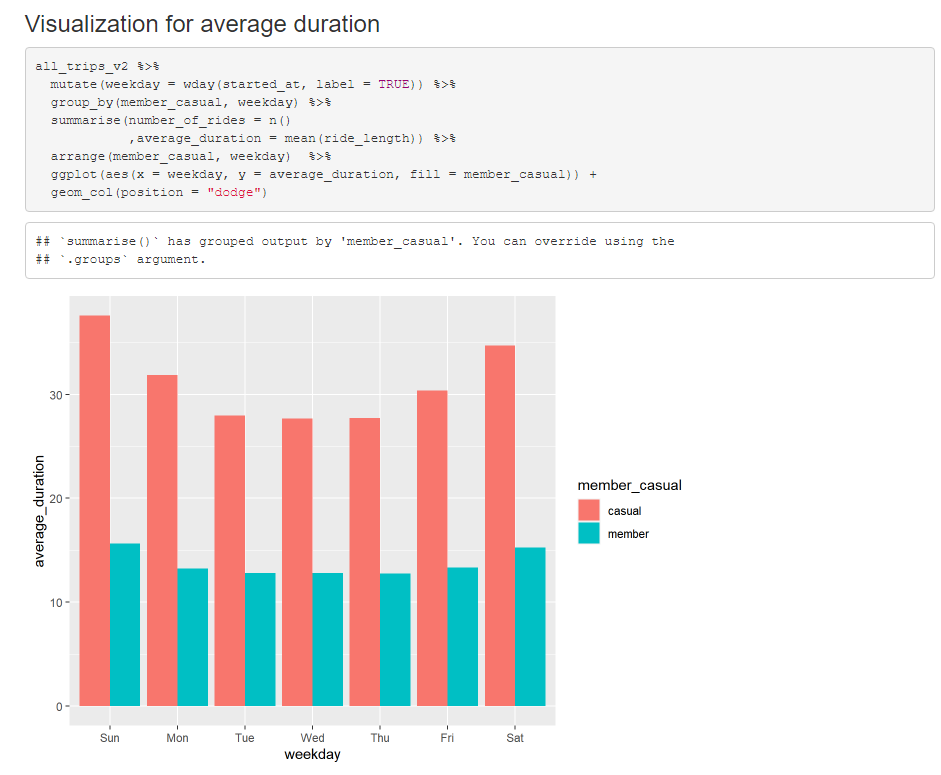 Visualization for average duration
all_trips_v2 %>%
  mutate(weekday = wday(started_at, label = TRUE)) %>%
  group_by(member_casual, weekday) %>%
  summarise(number_of_rides = n()
            ,average_duration = mean(ride_length)) %>%
  arrange(member_casual, weekday)  %>%
  ggplot(aes(x = weekday, y = average_duration, fill = member_casual)) +
  geom_col(position = "dodge")
## `summarise()` has grouped output by 'member_casual'. You can override using the
## `.groups` argument.
average_duration
30
20
10
0
Sun Mon Tue Wed Thu Fri Sat
weekday
member_casual
casual
member